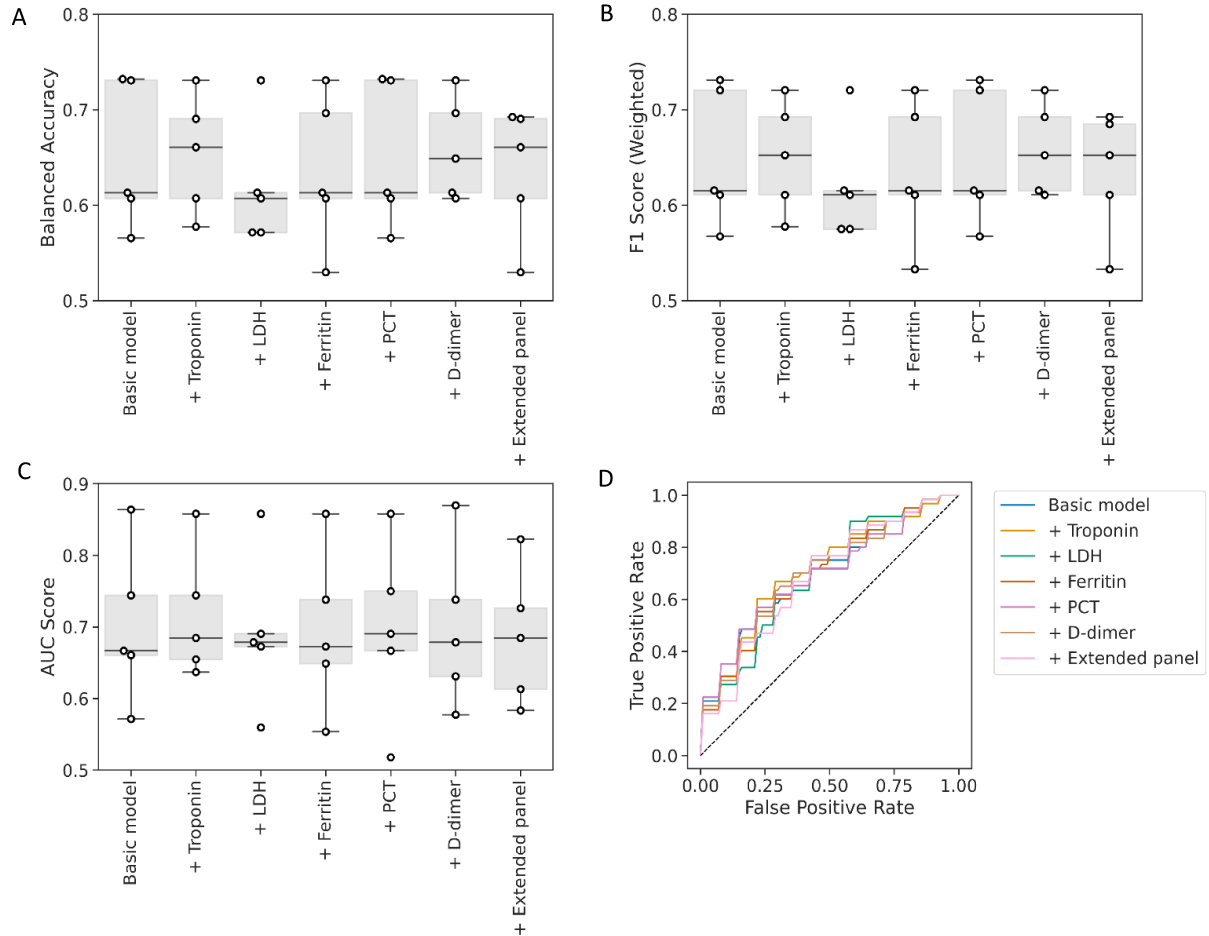 A
0.8
0.7
0.6
0.5
Balanced Accuracy
Basic model
+ Troponin
+ LDH
+ Ferritin
+ PCT
+ D-dimer
+ Extended panel
B
0.8
0.7
0.6
0.5
F1 Score (Weighted)
Basic model
+ Troponin
+ LDH
+ Ferritin
+ PCT
+ D-dimer
+ Extended panel
C
0.9
0.8
0.7
0.6
0.5
AUC Score
Basic model
+ Troponin
+ LDH
+ Ferritin
+ PCT
+ D-dimer
+ Extended panel
D
1.0
0.8
0.6
0.4
0.2
0.0
True Positive Rate
0.00 0.25 0.50 0.75 1.00
False Positive Rate
Basic model
+ Troponin
+ LDH
+ Ferritin
+ PCT
+ D-dimer
+ Extended panel